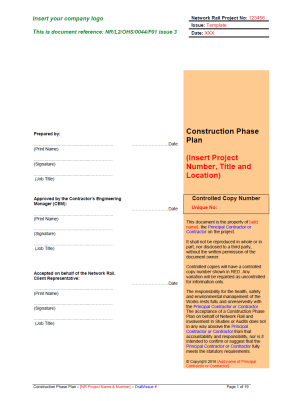 Insert your company logo
This is document reference: NR/L2/OHS/0044/F01 issue 3
Network Rail Project No: 123456
Issue: Template
Date: XXX
Construction Phase Plan
(Insert Project Number, Title and Location)
Prepared by:
Date
(Print Name)
(Signature)
(Job Title)
Approved by the Contractor's Engineering Manager (CEM):
Date
(Print Name)
(Signature)
(Job Title)
Accepted on behalf of the Network Rail, Client Representative:
Date
(Print Name)
(Signature)
(Job Title)
Controlled Copy Number
Unique No:
This document is the property of [add name], the Principal Contractor or Contractor on the project.
It shall not be reproduced in whole or in part, nor disclosed to a third party, without the written permission of the document owner
Controlled copies will have a controlled copy number shown in RED. Any variation will be regarded as uncontrolled for information only.
The responsibility for the health, safety and environmental management of the Works rests fully and unreservedly with the Principal Contractor or Contractor. The acceptance of a Construction Phase Plan on behalf of Network Rail and involvement in Studies or Audits does not in any way absolve the Principal Contractor or Contractor from that accountability and responsibility, nor is it intended to confirm or suggest that the Principal Contractor or Contractor fully meets the statutory requirements.
© Copyright 2015 (Add name of Principal Contractor or Contractor)
Construction Phase Plan – [NR Project Name & Number] – Draft/Issue #
Page 1 of 19